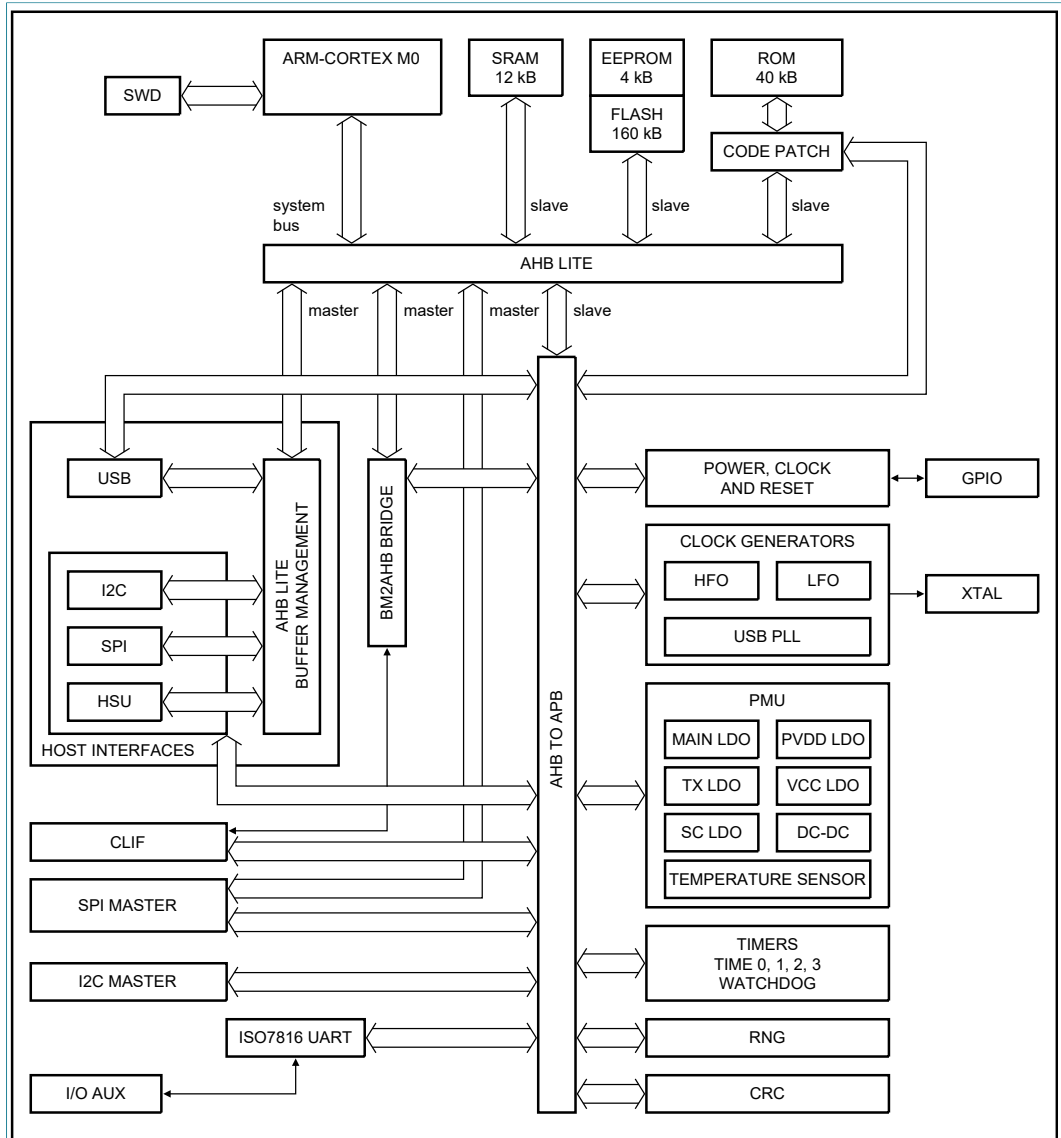 ARM-CORTEX M0
SRAM
12 kB
EEPROM
4 kB
ROM
40 kB
SWD
FLASH
160 kB
CODE PATCH
system
bus
slave
slave
slave
AHB LITE
master
master
master
slave
USB
AHB LITE
BUFFER MANAGEMENT
BM2AHB BRIDGE
POWER, CLOCK
AND RESET
GPIO
I2C
SPI
HSU
HOST INTERFACES
CLOCK GENERATORS
HFO
LFO
USB PLL
XTAL
AHB TO APB
PMU
MAIN LDO
PVDD LDO
TX LDO
VCC LDO
SC LDO
DC-DC
TEMPERATURE SENSOR
CLIF
SPI MASTER
I2C MASTER
TIMERS
TIME 0, 1, 2, 3
WATCHDOG
ISO7816 UART
RNG
I/O AUX
CRC